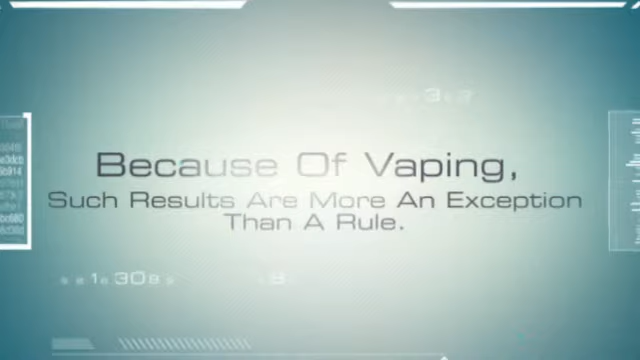 Because Of Vaping,
Such Results Are More An Exception
Than A Rule.